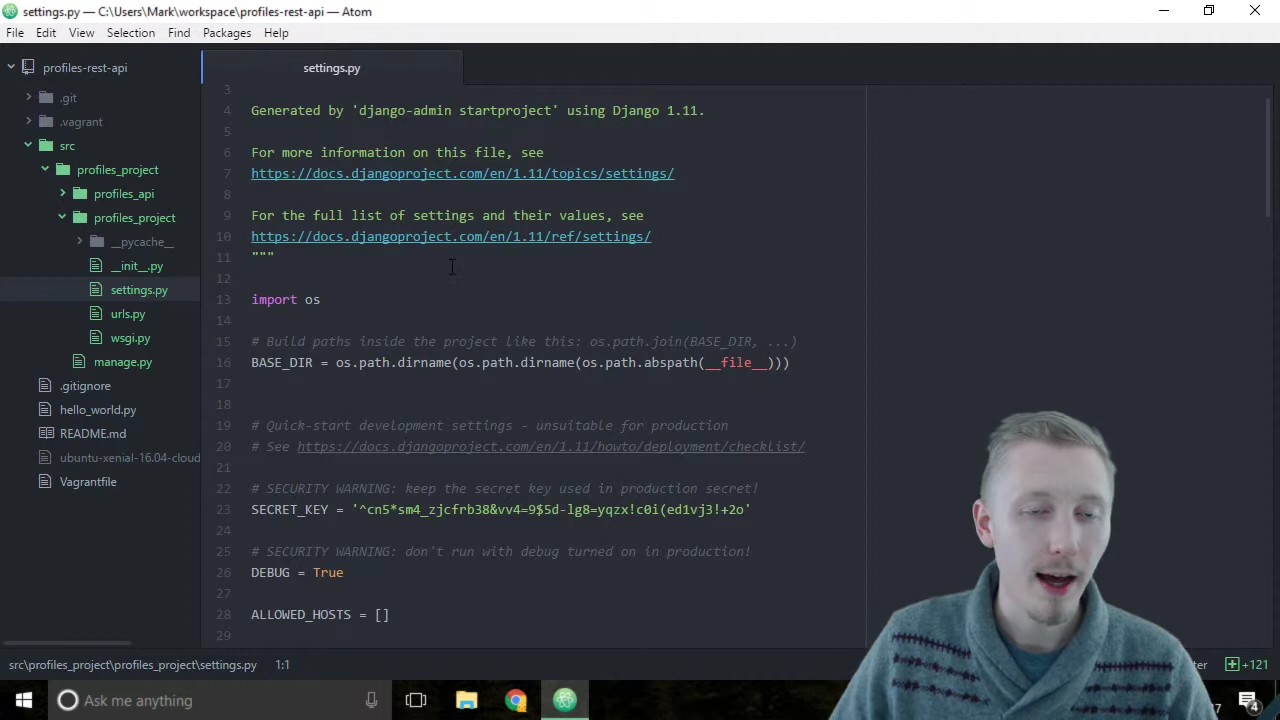 settings.py — C:\Users\Mark\workspace\profiles-rest-api — Atom
File Edit View Selection Find Packages Help
profiles-rest-api
.git
.vagrant
src
profiles_project
profiles_api
profiles_project
__pycache__
__init__.py
settings.py
urls.py
wsgi.py
manage.py
.gitignore
hello_world.py
README.md
ubuntu-xenial-16.04-cloud
Vagrantfile
settings.py
3
4 Generated by 'django-admin startproject' using Django 1.11.
5
6 For more information on this file, see
7 https://docs.djangoproject.com/en/1.11/topics/settings/
8
9 For the full list of settings and their values, see
10 https://docs.djangoproject.com/en/1.11/ref/settings/
11 """
12
13 import os
14
15 # Build paths inside the project like this: os.path.join(BASE_DIR, ...)
16 BASE_DIR = os.path.dirname(os.path.dirname(os.path.abspath(__file__)))
17
18
19 # Quick-start development settings - unsuitable for production
20 # See https://docs.djangoproject.com/en/1.11/howto/deployment/checklist/
21
22 # SECURITY WARNING: keep the secret key used in production secret!
23 SECRET_KEY = '^cn5*sm4_zjcfrb38&vv4=9$5d-lg8=yqzx!c0i(ed1vj3!+2o'
24
25 # SECURITY WARNING: don't run with debug turned on in production!
26 DEBUG = True
27
28 ALLOWED_HOSTS = []
29
src\profiles_project\profiles_project\settings.py 1:1
+121
Ask me anything
4